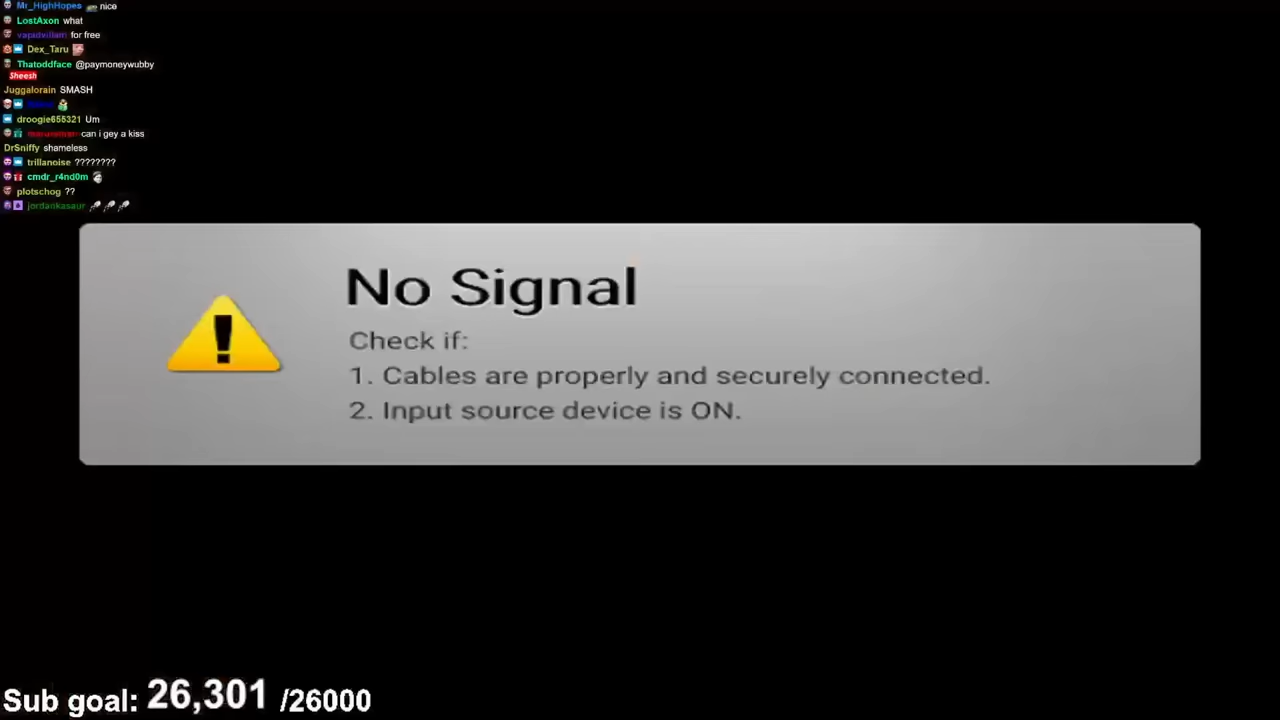 Mr_HighHopes nice
LostAxon what
vapidvillain for free
Dex_Taru
Thatoddface @paymoneywubby
Sheesh
Juggalorain SMASH
droogie655321 Um
can i gey a kiss
DrSniffy shameless
trillanoise ????????
cmdr_r4nd0m
plotschog ??
jordankasaur
No Signal
Check if:
1. Cables are properly and securely connected.
2. Input source device is ON.
Sub goal: 26,301 /26000